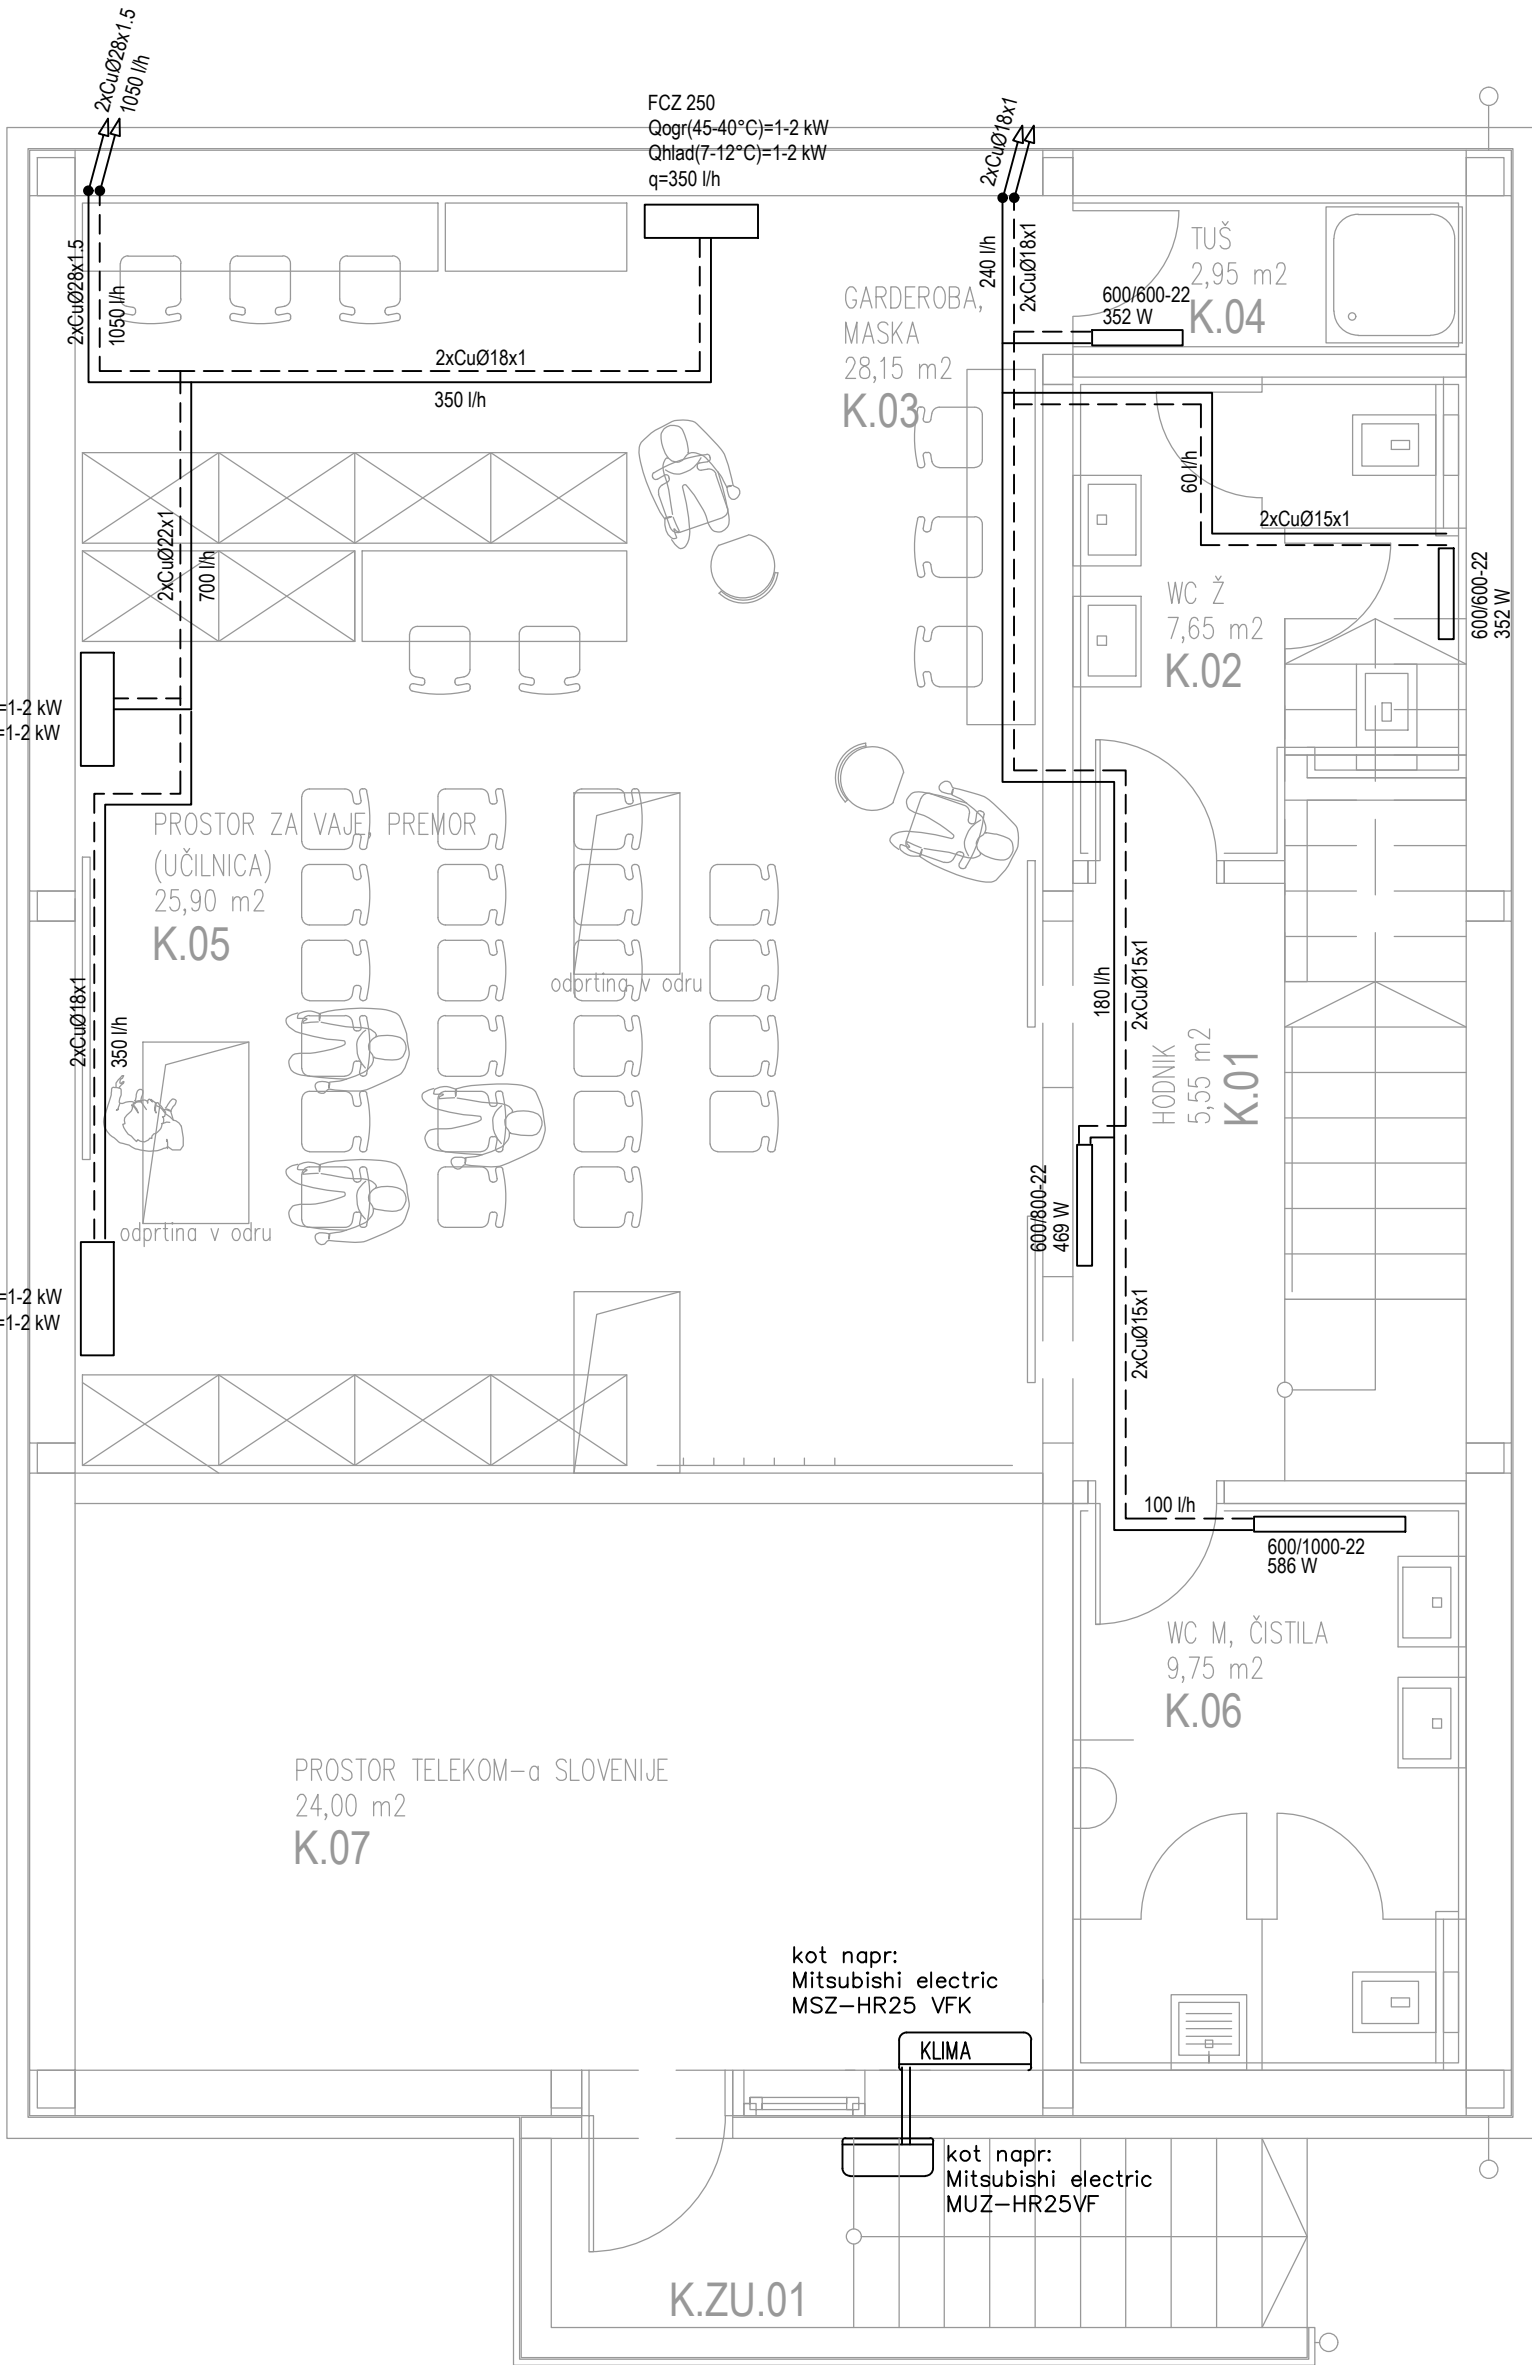 2xCuØ28x1.5
1050 l/h
FCZ 250
Qogr(45-40°C)=1-2 kW
Qhlad(7-12°C)=1-2 kW
q=350 l/h
2xCuØ18x1
2xCuØ28x1.5
1050 l/h
240 l/h
2xCuØ18x1
TUŠ
2,95 m2
K.04
600/600-22
352 W
GARDEROBA,
MASKA
28,15 m2
K.03
2xCuØ18x1
350 l/h
60 l/h
2xCuØ15x1
2xCuØ22x1
700 l/h
WC Ž
7,65 m2
K.02
600/600-22
352 W
=1-2 kW
=1-2 kW
PROSTOR ZA VAJE, PREMOR
(UČILNICA)
25,90 m2
K.05
odprtina v odru
2xCuØ18x1
350 l/h
180 l/h
2xCuØ15x1
HODNIK
5,55 m2
K.01
600/800-22
469 W
odprtina v odru
=1-2 kW
=1-2 kW
2xCuØ15x1
100 l/h
600/1000-22
586 W
WC M, ČISTILA
9,75 m2
K.06
PROSTOR TELEKOM-a SLOVENIJE
24,00 m2
K.07
kot napr:
Mitsubishi electric
MSZ-HR25 VFK
KLIMA
kot napr:
Mitsubishi electric
MUZ-HR25VF
K.ZU.01